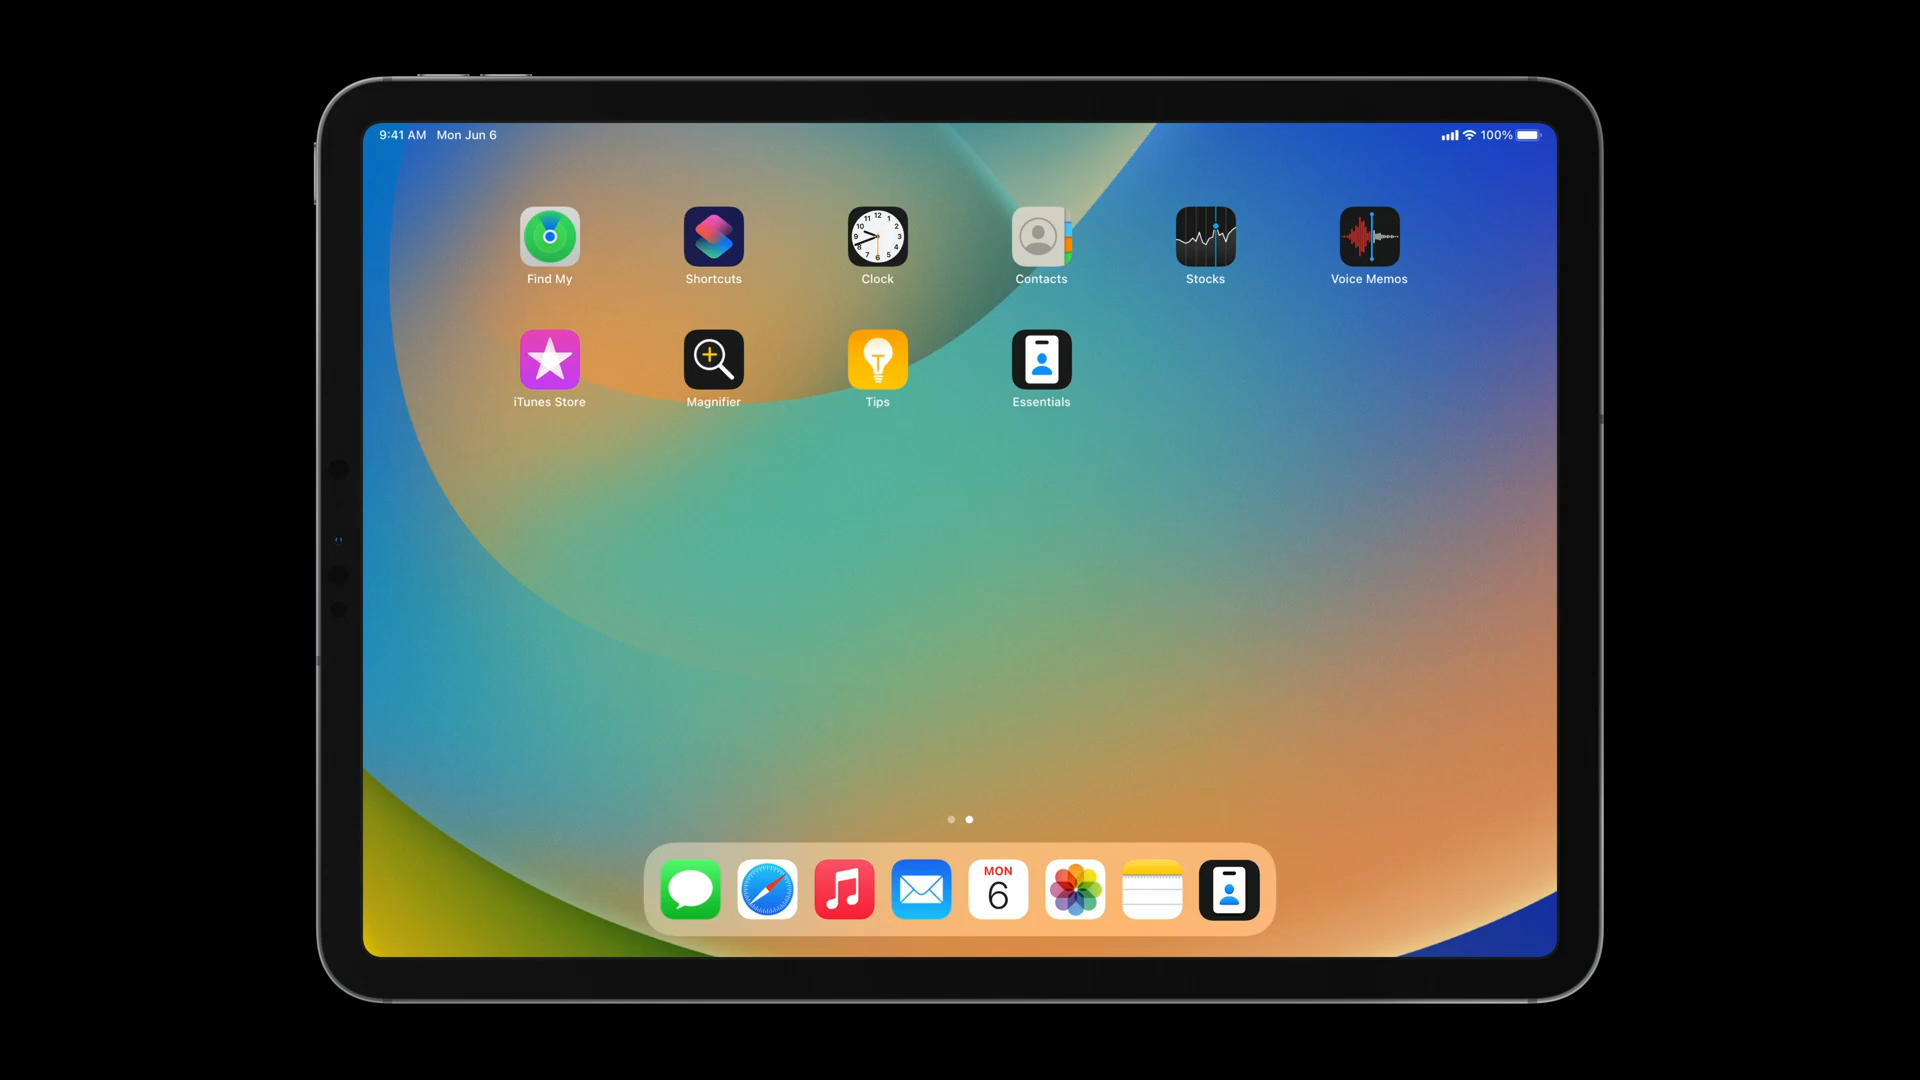 9:41 AM Mon Jun 6
100%
Find My
Shortcuts
Clock
Contacts
Stocks
Voice Memos
iTunes Store
Magnifier
Tips
Essentials
MON
6